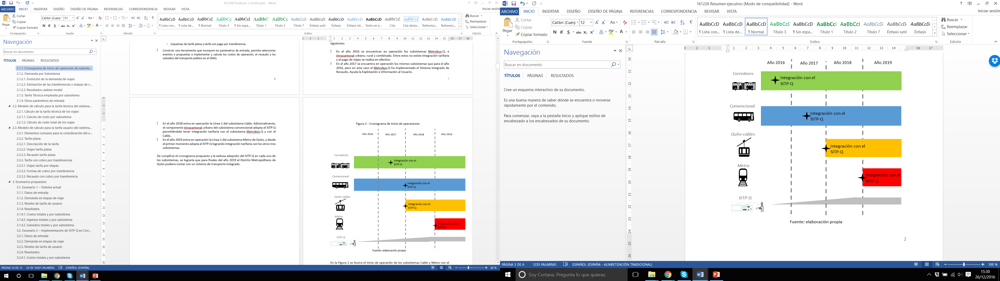 161208 Producto 3 (Unificado) - Word
ARCHIVO INICIO INSERTAR DISEÑO DISEÑO DE PÁGINA REFERENCIAS CORRESPONDENCIA REVISAR VISTA
Iniciar sesión
Pegar
Cortar
Copiar
Copiar formato
Portapapeles
Calibri (Cuerp 11
Fuente
Párrafo
AaBbCcD AaBbCcD AaBbCcI AaBbCc AaBbCcI AaBbC AaBbCc AaBbCcD AaBbCcD AaBbCcD AaBbCcD AaBbCcD AaBbCcL AaBbCcL AaBbCcD AaBbCcD
¶ Lista con... ¶ Lista de... ¶ Normal Título 3 ¶ Sin espa... Título 1 Título 2 Título 7 Énfasis sutil Énfasis Énfasis int... Texto en n... Cita Cita desta... Referenci... Referenci...
Estilos
Buscar
Reemplazar
Seleccionar
Edición
Navegación
Buscar en documento
TÍTULOS PÁGINAS RESULTADOS
2.1.1. Cronograma de inicio de operación de subsiste...
2.1.2. Demanda por Subsistema
2.1.2.1. Evolución de la demanda de viajes
2.1.2.2. Estimación de las transferencias o etapas de v...
2.1.2.3. Resultados cadena modal
2.1.3. Tarifa Técnica empleada por subsistema
2.1.4. Otros parámetros de entrada
2.2. Modelo de cálculo para la tarifa técnica del sistema...
2.2.1. Cálculo de la tarifa técnica de los viajes
2.2.1.1. Calculo de costo por subsistema
2.2.1.2. Cálculo de costo total de los viajes
2.3. Modelo de cálculo para la tarifa usuario del sistema...
2.3.1. Elementos comunes para la consideración del e...
2.3.2. Tarifa plana.
2.3.2.1. Descripción de la tarifa
2.3.2.2. Viajes tarifa plana
2.3.2.3. Recaudo tarifa plana
2.3.3. Tarifa con cobro por transferencias
2.3.3.1. Viajes tarifa por etapas
2.3.3.2. Formas de cobro por transferencia
2.3.3.3. Recaudo con cobro por transferencia
3. Escenarios propuestos
3.1. Escenario 1 – Sistema actual
3.1.1. Datos de entrada
3.1.2. Demanda en etapas de viaje
3.1.3. Niveles de tarifa de usuario
3.1.4. Resultados
3.1.4.1. Costos totales y por subsistema
3.1.4.2. Ingresos totales y por subsistema
3.1.4.3. Subsidios totales y por subsistema
3.2. Escenario 2 – Implementación de SITP-Q en Corr...
3.2.1. Datos de entrada
3.2.2. Demanda en etapas de viaje
3.2.3. Niveles de tarifa de usuario
3.2.4. Resultados
3.2.4.1. Costos totales y por subsistema
• Esquemas de tarifa plana y tarifa con pago por transferencia.
Construir una herramienta que incorpore los parámetros de entrada, permita seleccionar
eventos o propuestas a implementar y calcule los costos de operación, el recaudo y los
subsidios del transporte público en el DMQ.
6
siguientes:
En el año 2016 se encuentran en operación los subsistemas Metrobus-Q, e
intracantonal urbano, rural y combinado. Entre estos no existe integración tarifaria
y el pago de viajes se realiza en efectivo.
En el año 2017 se encuentra en operación los mismos subsistemas que para el año
2016, pero en este caso el Metrobus-Q ha implementado el Sistema Integrado de
Recaudo, Ayuda la Explotación e Información al Usuario.
7
En el año 2018 entra en operación la Línea 1 del subsistema Cable. Adicionalmente,
el componente intracantonal urbano del subsistema convencional adopta el SITP-Q
permitiéndole tener integración tarifaria con el subsistema Metrobús-Q y con el
Cable.
En el año 2019 entra en operación la Línea 1 del subsistema Metro de Quito, y desde
el primer momento adopta el SITP-Q logrando integración tarifaria con los otros tres
subsistemas.
De cumplirse el cronograma propuesto y la exitosa adopción del SITP-Q en cada uno de
los subsistemas, se lograría que para finales del año 2019 el Distrito Metropolitano de
Quito pudiera contar con un sistema de transporte integrado.
Figura 1 - Cronograma de inicio de operaciones
Año 2016 Año 2017 Año 2018 Año 2019
Corredores
Integración con el
SITP-Q
Convencional
Integración con el
SITP-Q
Quito-cables
Integración con el
SITP-Q
Metro
Integración con el
SITP-Q
SITP-Q
Fuente: elaboración propia
En la Figura 1 se ilustra el inicio de operación de los subsistemas Cable y Metro con el
PÁGINA 10 DE 72 33 DE 18301 PALABRAS ESPAÑOL (ESPAÑA) 80 %
161226 Resumen ejecutivo [Modo de compatibilidad] - Word
ARCHIVO INICIO INSERTAR DISEÑO DISEÑO DE PÁGINA REFERENCIAS CORRESPONDENCIA REVISAR VISTA
Iniciar sesión
Pegar
Cortar
Copiar
Copiar formato
Portapapeles
Calibri (Cuerp 12
Fuente
Párrafo
AaBbCcD AaBbCcD AaBbCcD AaBbCcI AaBbCcD AaBbCcI AaBbCcI AaBbCcDc AaBbCcDc AaBbCcDc
¶ Lista con... ¶ Lista de... ¶ Normal Título 3 ¶ Sin espa... Título 1 Título 2 Título 7 Énfasis sutil Énfasis
Estilos
Buscar
Reemplazar
Seleccionar
Edición
Navegación
Buscar en documento
TÍTULOS PÁGINAS RESULTADOS
Cree un esquema interactivo de su documento.
Es una buena manera de saber dónde se encuentra o moverse
rápidamente por el contenido.
Para comenzar, vaya a la pestaña Inicio y aplique estilos de
encabezado a los encabezados de su documento.
Año 2016 Año 2017 Año 2018 Año 2019
Corredores
Integración con el
SITP-Q
Convencional
Integración con el
SITP-Q
Quito-cables
Integración con el
SITP-Q
Metro
Integración con el
SITP-Q
SITP-Q
Fuente: elaboración propia
2
PÁGINA 3 DE 6 1255 PALABRAS ESPAÑOL (ESPAÑA - ALFABETIZACIÓN TRADICIONAL) 100 %
Soy Cortana. Pregunta lo que quieras.
15:30
26/12/2016